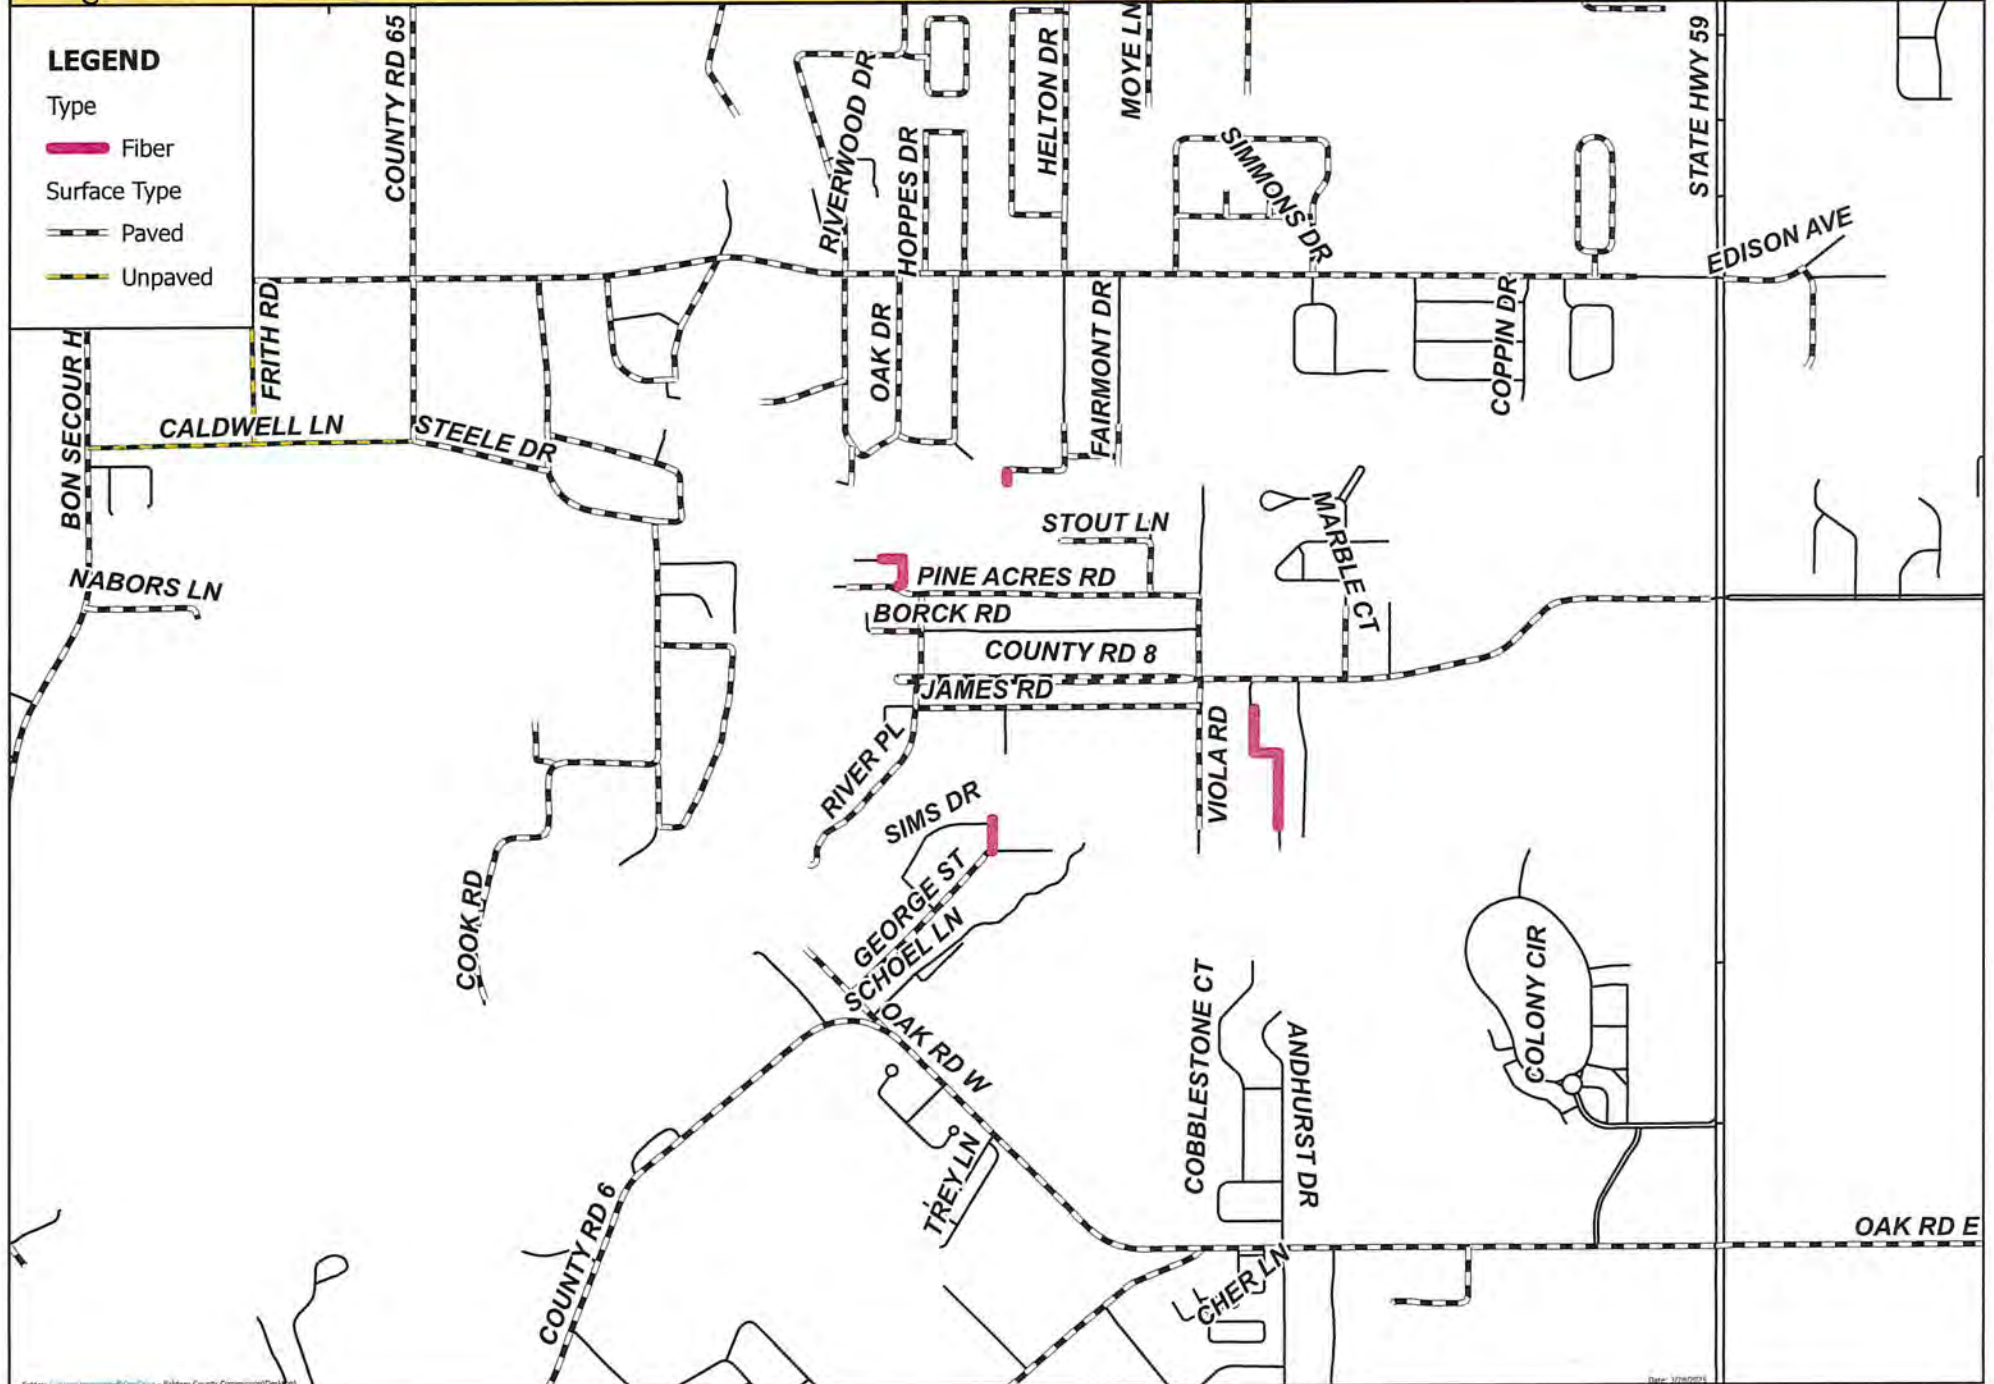 LEGEND
Type
Fiber
Surface Type
Paved
Unpaved
COUNTY RD 65
RIVERWOOD DR
HOPPES DR
HELTON DR
MOYE LN
SIMMONS DR
STATE HWY 59
EDISON AVE
FRITH RD
BON SECOUR H
CALDWELL LN
STEELE DR
OAK DR
FAIRMONT DR
COPPIN DR
NABORS LN
STOUT LN
MARBLE CT
PINE ACRES RD
BORCK RD
COUNTY RD 8
JAMES RD
RIVER PL
VIOLA RD
SIMS DR
GEORGE ST
SCHOEL LN
COOK RD
OAK RD W
COBBLESTONE CT
ANDHURST DR
COLONY CIR
TREY LN
COUNTY RD 6
CHER LN
OAK RD E